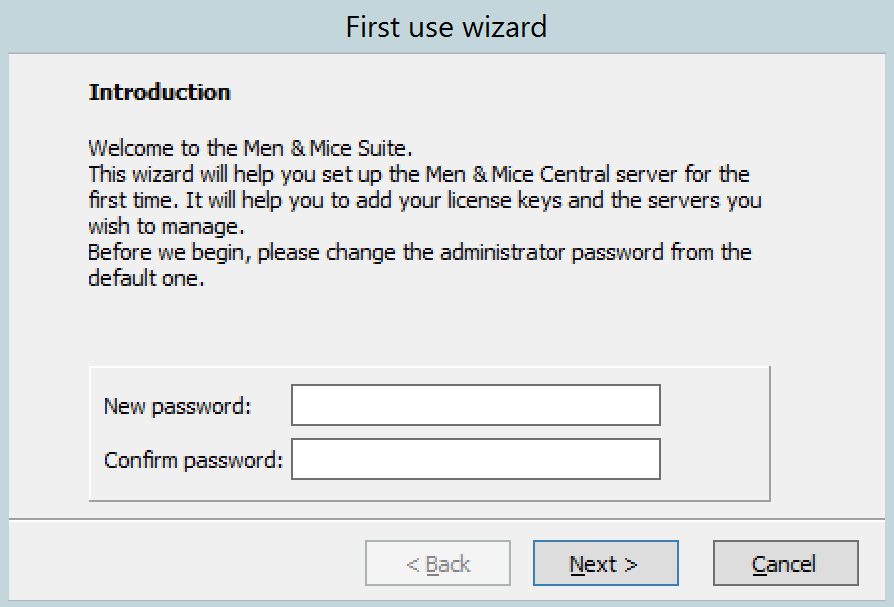 First use wizard
Introduction
Welcome to the Men & Mice Suite.
This wizard will help you set up the Men & Mice Central server for the
first time. It will help you to add your license keys and the servers you
wish to manage.
Before we begin, please change the administrator password from the
default one.
New password:
Confirm password:
< Back   Next >   Cancel